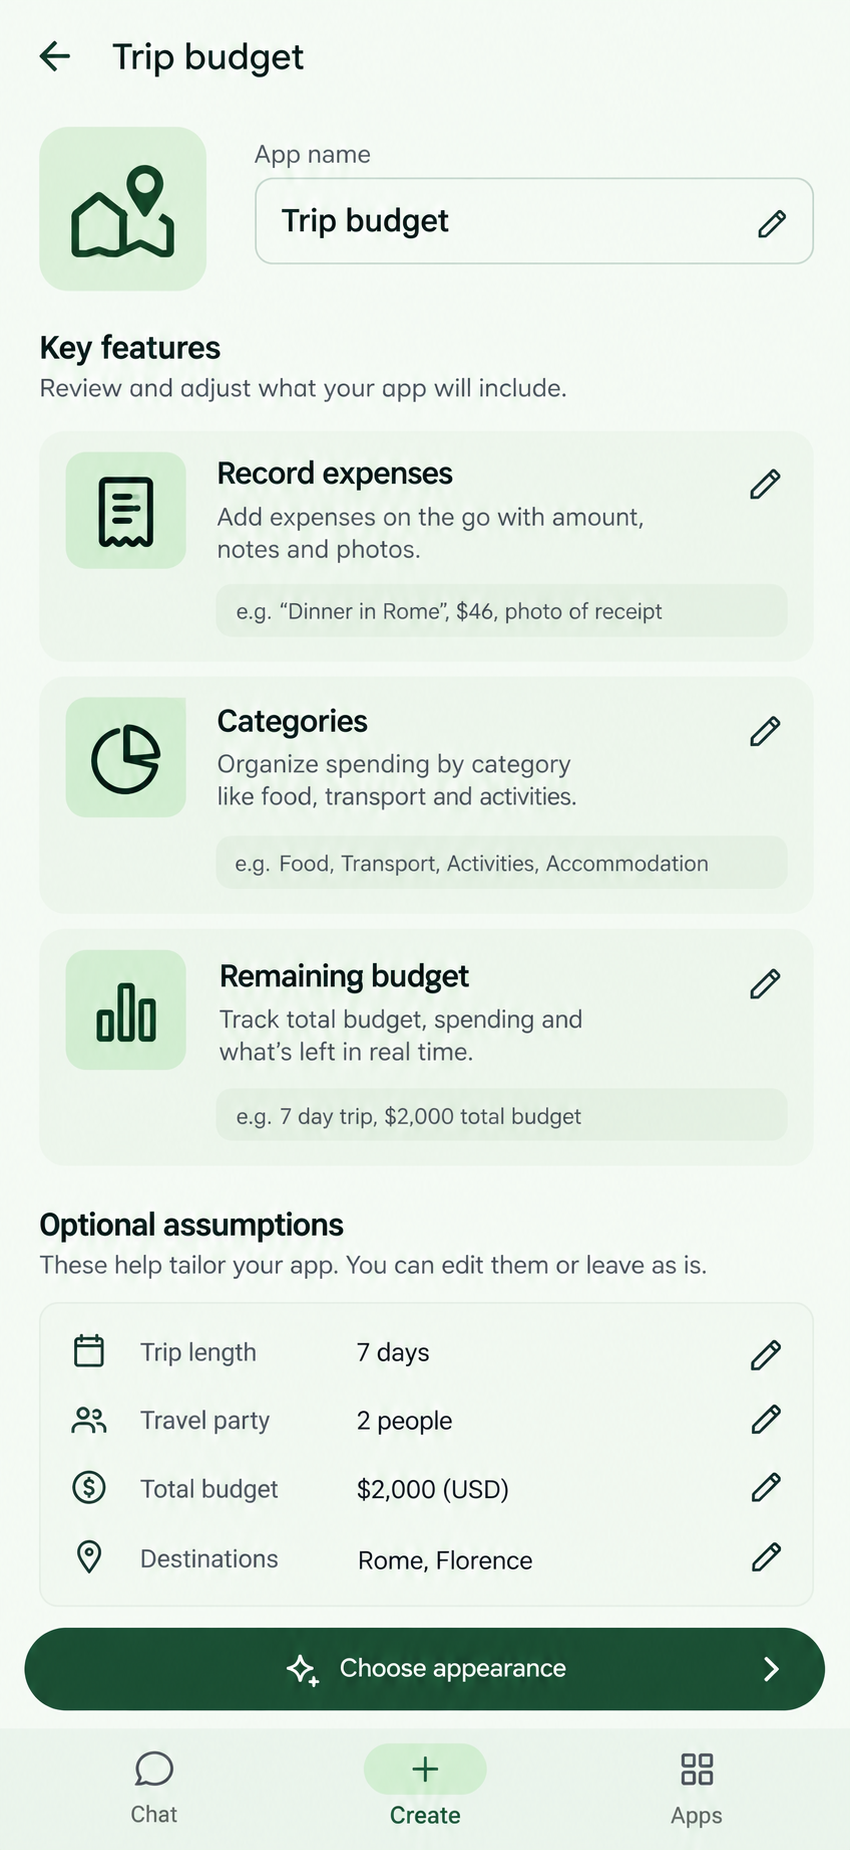 Trip budget
App name
Trip budget
Key features
Review and adjust what your app will include.
Record expenses
Add expenses on the go with amount,
notes and photos.
e.g. “Dinner in Rome”, $46, photo of receipt
Categories
Organize spending by category
like food, transport and activities.
e.g. Food, Transport, Activities, Accommodation
Remaining budget
Track total budget, spending and
what’s left in real time.
e.g. 7 day trip, $2,000 total budget
Optional assumptions
These help tailor your app. You can edit them or leave as is.
Trip length 7 days
Travel party 2 people
Total budget $2,000 (USD)
Destinations Rome, Florence
Choose appearance
Chat Create Apps